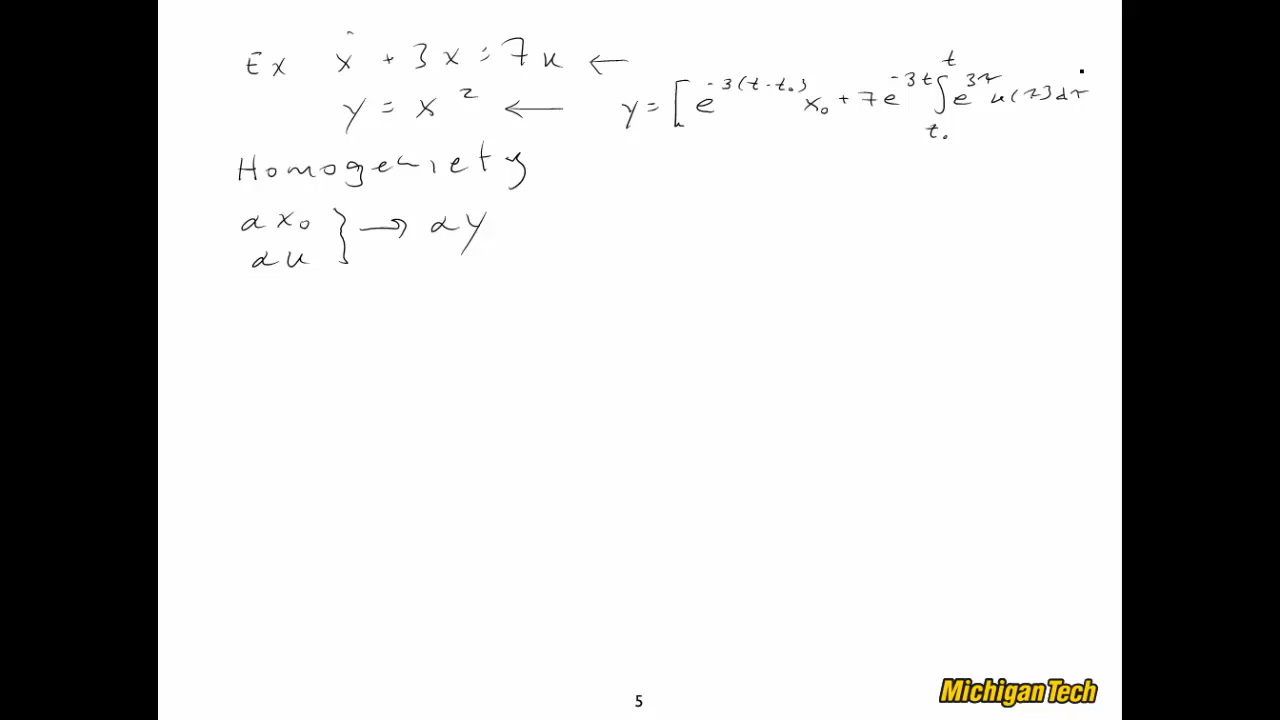 Ex ẋ + 3x = 7u ←
y = x² ← y = [e^{-3(t-t₀)} x₀ + 7e^{-3t} ∫_{t₀}^{t} e^{3τ} u(τ)dτ
Homogeniety
αx₀
αu } → αy
5
Michigan Tech